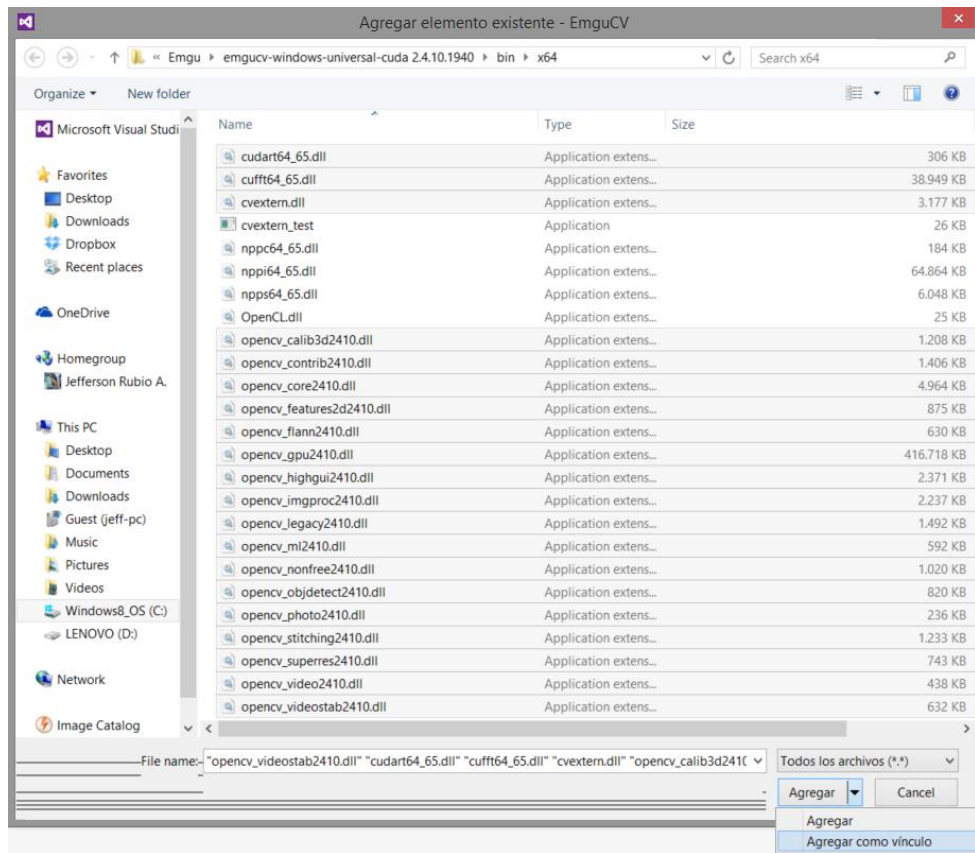 Agregar elemento existente - EmguCV
« Emgu ▸ emgucv-windows-universal-cuda 2.4.10.1940 ▸ bin ▸ x64
Search x64
Organize
New folder
Microsoft Visual Studi
Favorites
Desktop
Downloads
Dropbox
Recent places
OneDrive
Homegroup
Jefferson Rubio A.
This PC
Desktop
Documents
Downloads
Guest (jeff-pc)
Music
Pictures
Videos
Windows8_OS (C:)
LENOVO (D:)
Network
Image Catalog
Name Type Size
cudart64_65.dll Application extens... 306 KB
cufft64_65.dll Application extens... 38.949 KB
cvextern.dll Application extens... 3.177 KB
cvextern_test Application 26 KB
nppc64_65.dll Application extens... 184 KB
nppi64_65.dll Application extens... 64.864 KB
npps64_65.dll Application extens... 6.048 KB
OpenCL.dll Application extens... 25 KB
opencv_calib3d2410.dll Application extens... 1.208 KB
opencv_contrib2410.dll Application extens... 1.406 KB
opencv_core2410.dll Application extens... 4.964 KB
opencv_features2d2410.dll Application extens... 875 KB
opencv_flann2410.dll Application extens... 630 KB
opencv_gpu2410.dll Application extens... 416.718 KB
opencv_highgui2410.dll Application extens... 2.371 KB
opencv_imgproc2410.dll Application extens... 2.237 KB
opencv_legacy2410.dll Application extens... 1.492 KB
opencv_ml2410.dll Application extens... 592 KB
opencv_nonfree2410.dll Application extens... 1.020 KB
opencv_objdetect2410.dll Application extens... 820 KB
opencv_photo2410.dll Application extens... 236 KB
opencv_stitching2410.dll Application extens... 1.233 KB
opencv_superres2410.dll Application extens... 743 KB
opencv_video2410.dll Application extens... 438 KB
opencv_videostab2410.dll Application extens... 632 KB
File name: "opencv_videostab2410.dll" "cudart64_65.dll" "cufft64_65.dll" "cvextern.dll" "opencv_calib3d241
Todos los archivos (*.*)
Agregar
Cancel
Agregar
Agregar como vínculo